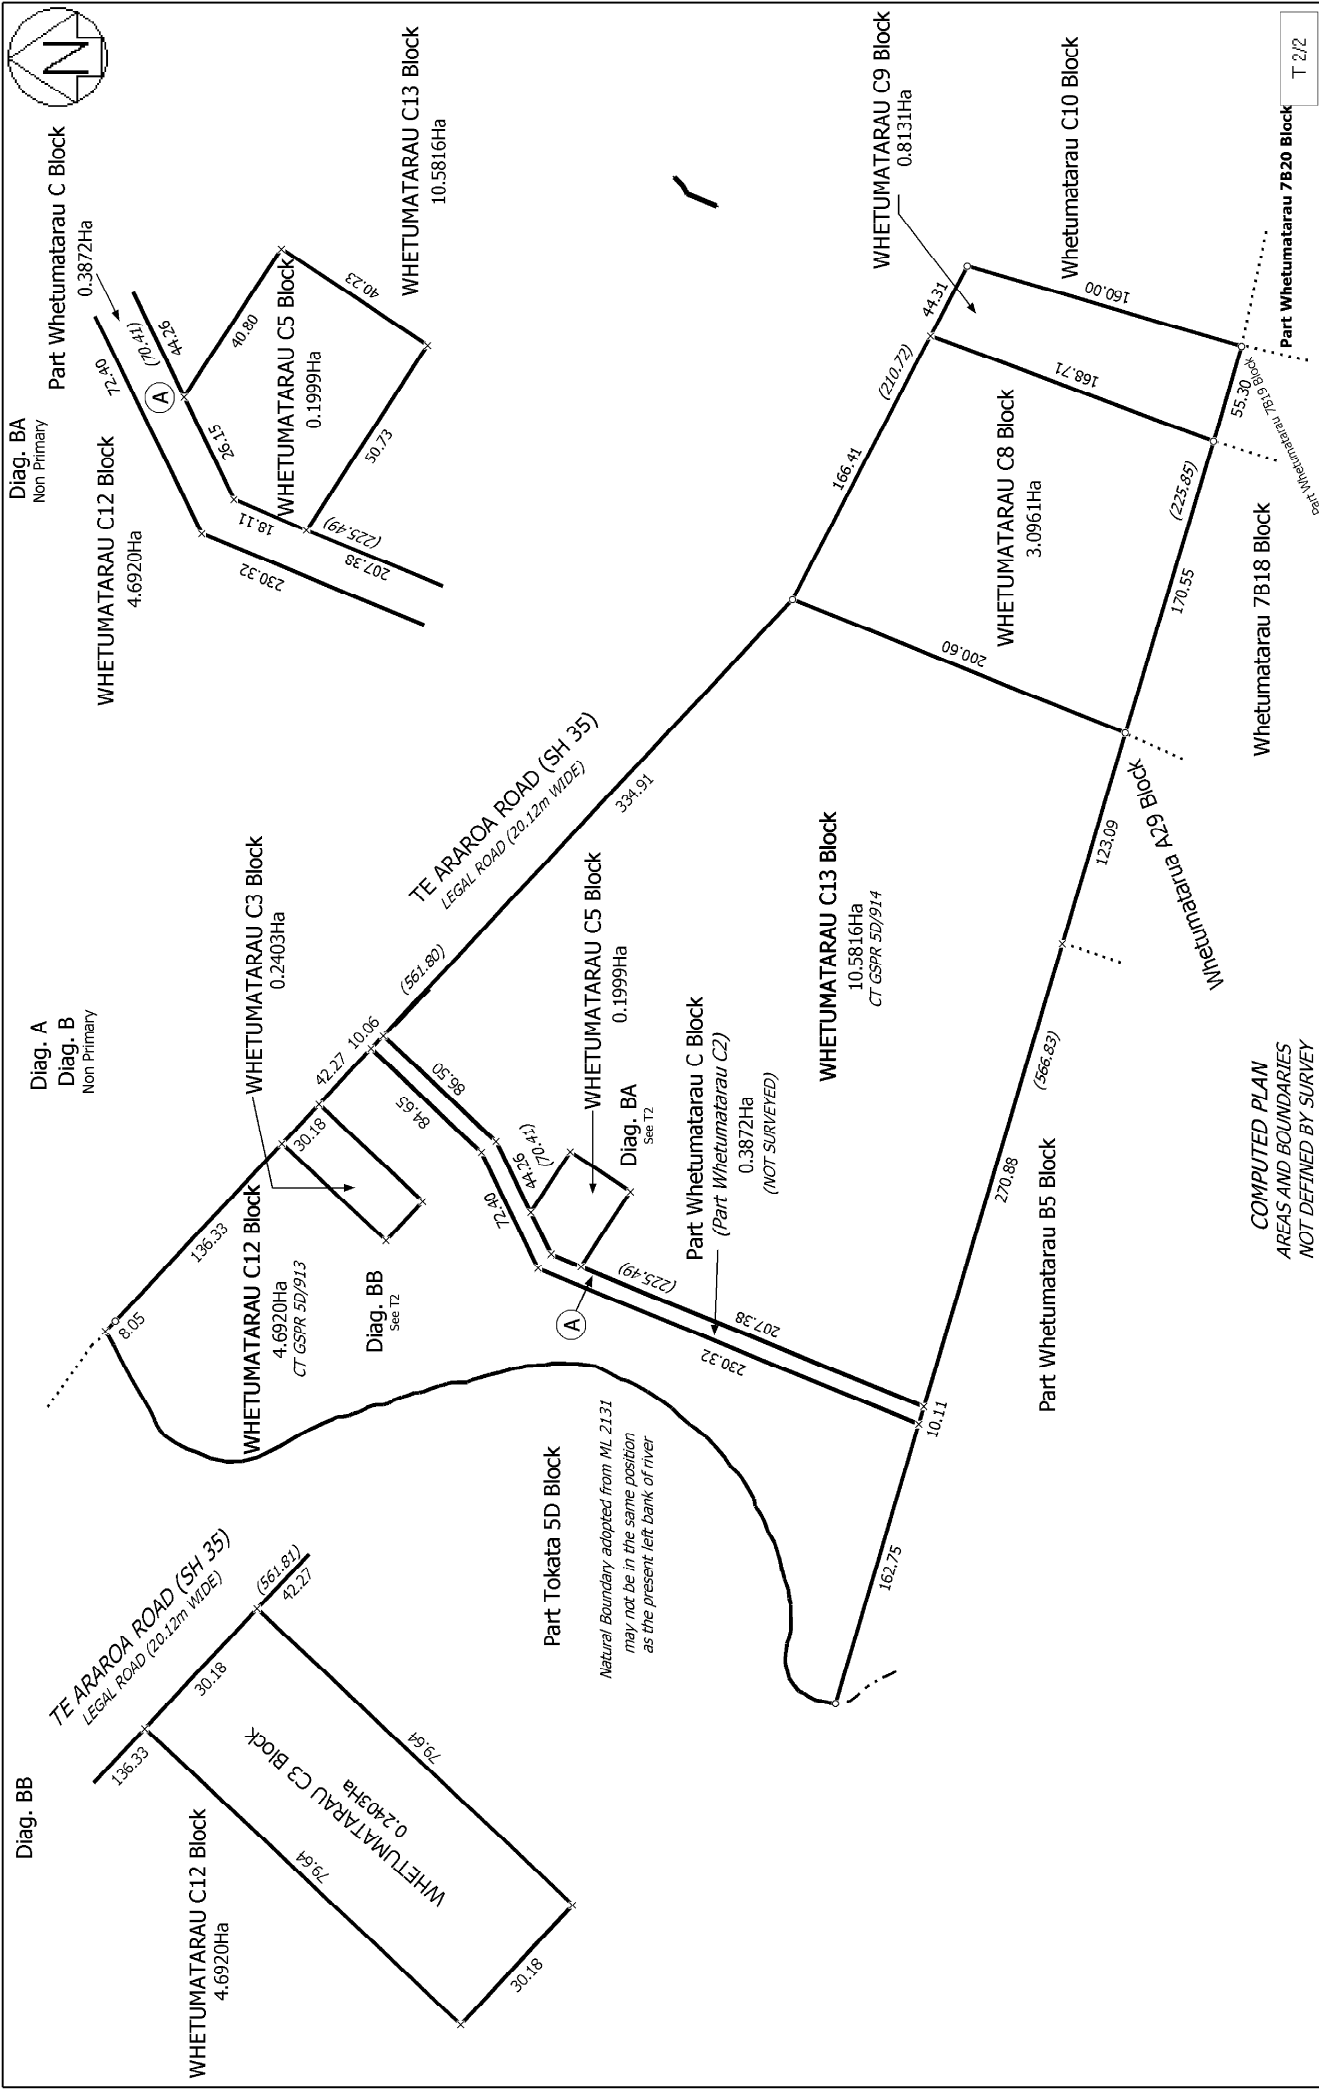 Diag. BB
WHETUMATARAU C12 Block
4.6920Ha
TE ARAROA ROAD (SH 35)
LEGAL ROAD (20.12m WIDE)
136.33
30.18
(561.81)
42.27
79.64
WHETUMATARAU C3 Block
0.2403Ha
79.64
30.18
Diag. A
Diag. B
Non Primary
8.05
136.33
30.18
42.27
10.06
(561.80)
WHETUMATARAU C3 Block
0.2403Ha
WHETUMATARAU C12 Block
4.6920Ha
CT GSPR 5D/913
Diag. BB
See T2
TE ARAROA ROAD (SH 35)
LEGAL ROAD (20.12m WIDE)
334.91
84.65
86.50
72.40
44.26
(70.41)
WHETUMATARAU C5 Block
0.1999Ha
Diag. BA
See T2
A
(225.49)
207.38
230.32
Part Whetumatarau C Block
(Part Whetumatarau C2)
0.3872Ha
(NOT SURVEYED)
Part Tokata 5D Block
Natural Boundary adopted from ML 2131
may not be in the same position
as the present left bank of river
WHETUMATARAU C13 Block
10.5816Ha
CT GSPR 5D/914
162.75
10.11
270.88
(566.83)
123.09
Part Whetumatarau B5 Block
Whetumatarua A29 Block
200.60
166.41
(210.72)
44.31
WHETUMATARAU C8 Block
3.0961Ha
168.71
WHETUMATARAU C9 Block
0.8131Ha
160.00
Whetumatarau C10 Block
170.55
(225.85)
55.30
Whetumatarau 7B18 Block
Part Whetumatarau 7B19 Block
Part Whetumatarau 7B20 Block
Diag. BA
Non Primary
WHETUMATARAU C12 Block
4.6920Ha
Part Whetumatarau C Block
0.3872Ha
72.40
(70.41)
44.26
A
26.15
18.11
40.80
WHETUMATARAU C5 Block
0.1999Ha
40.23
50.73
(225.49)
207.38
230.32
WHETUMATARAU C13 Block
10.5816Ha
N
COMPUTED PLAN
AREAS AND BOUNDARIES
NOT DEFINED BY SURVEY
T 2/2